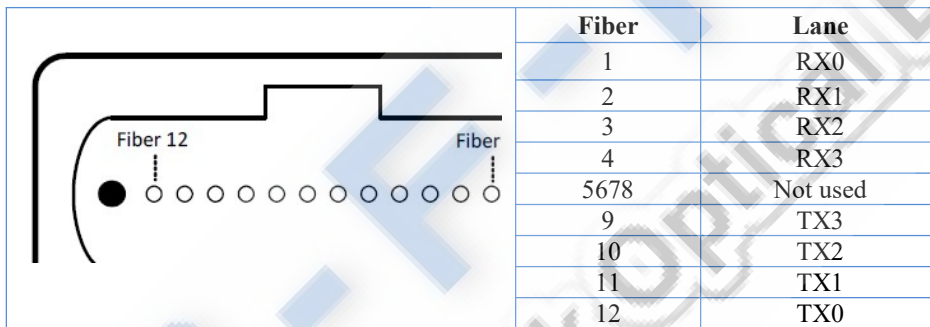 Fiber Lane
1 RX0
2 RX1
3 RX2
4 RX3
5678 Not used
9 TX3
10 TX2
11 TX1
12 TX0
Fiber 12 Fiber